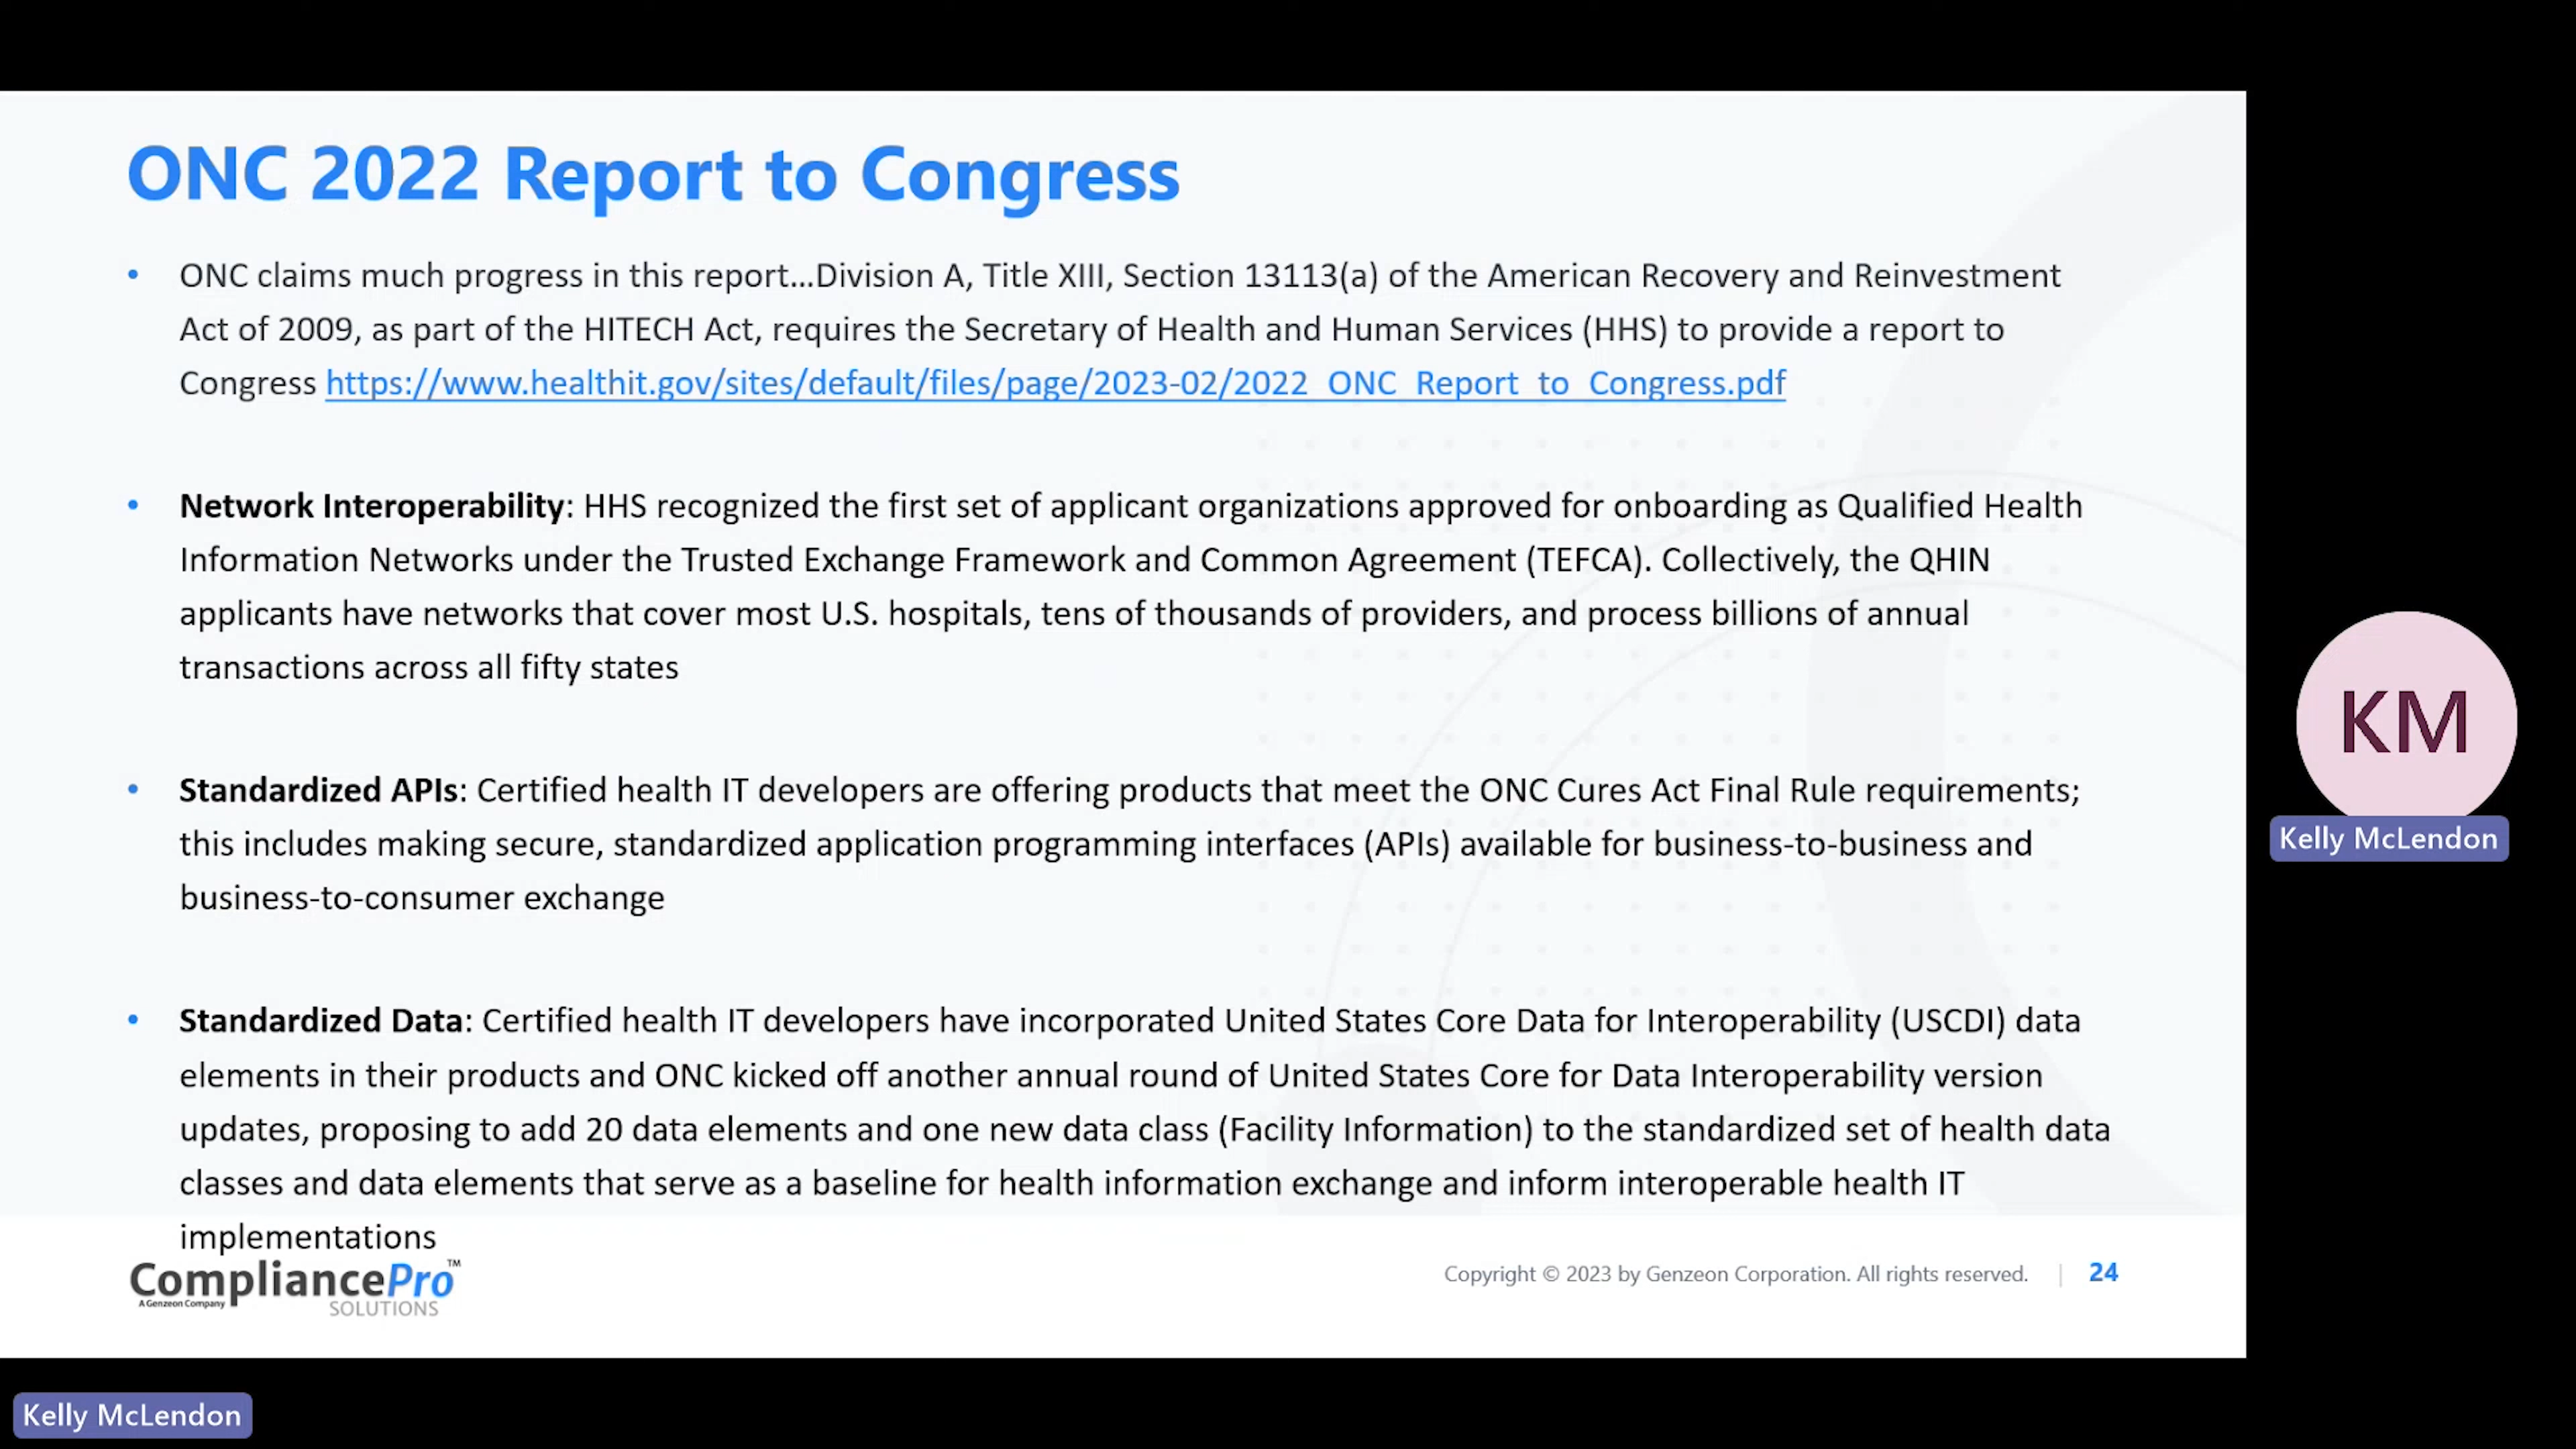 ONC 2022 Report to Congress
• ONC claims much progress in this report...Division A, Title XIII, Section 13113(a) of the American Recovery and Reinvestment
Act of 2009, as part of the HITECH Act, requires the Secretary of Health and Human Services (HHS) to provide a report to
Congress https://www.healthit.gov/sites/default/files/page/2023-02/2022_ONC_Report_to_Congress.pdf
• Network Interoperability: HHS recognized the first set of applicant organizations approved for onboarding as Qualified Health
Information Networks under the Trusted Exchange Framework and Common Agreement (TEFCA). Collectively, the QHIN
applicants have networks that cover most U.S. hospitals, tens of thousands of providers, and process billions of annual
transactions across all fifty states
• Standardized APIs: Certified health IT developers are offering products that meet the ONC Cures Act Final Rule requirements;
this includes making secure, standardized application programming interfaces (APIs) available for business-to-business and
business-to-consumer exchange
• Standardized Data: Certified health IT developers have incorporated United States Core Data for Interoperability (USCDI) data
elements in their products and ONC kicked off another annual round of United States Core for Data Interoperability version
updates, proposing to add 20 data elements and one new data class (Facility Information) to the standardized set of health data
classes and data elements that serve as a baseline for health information exchange and inform interoperable health IT
implementations
CompliancePro™
A Genzeon Company
SOLUTIONS
Copyright © 2023 by Genzeon Corporation. All rights reserved. | 24
KM
Kelly McLendon
Kelly McLendon